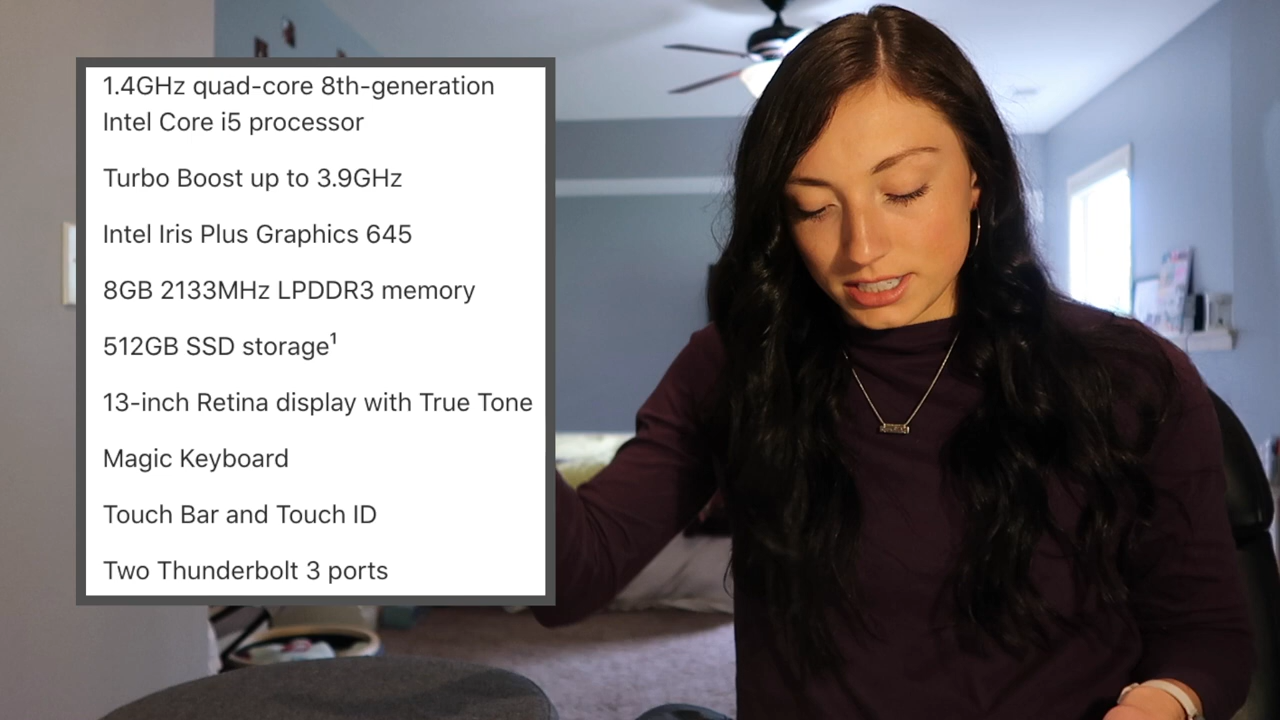 1.4GHz quad-core 8th-generation
Intel Core i5 processor
Turbo Boost up to 3.9GHz
Intel Iris Plus Graphics 645
8GB 2133MHz LPDDR3 memory
512GB SSD storage¹
13-inch Retina display with True Tone
Magic Keyboard
Touch Bar and Touch ID
Two Thunderbolt 3 ports